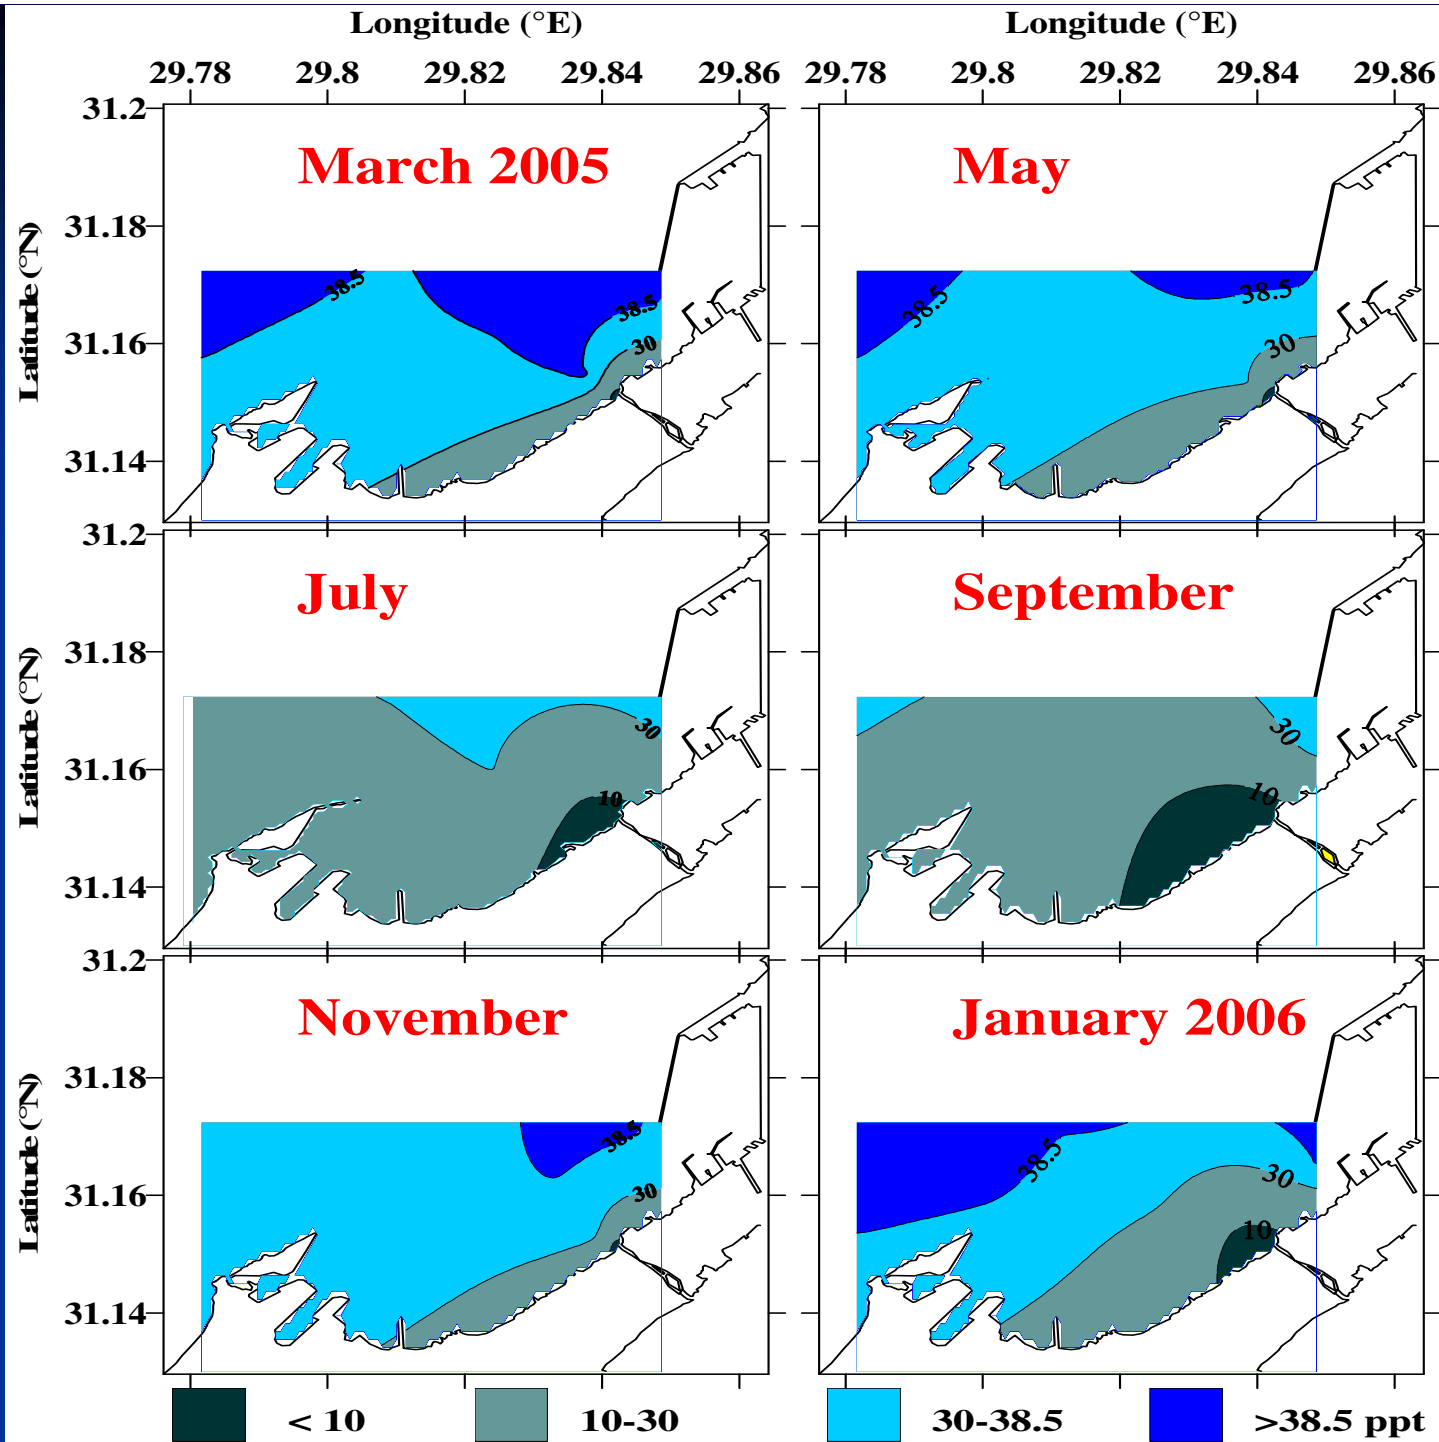 Longitude (°E) Longitude (°E)
29.78 29.8 29.82 29.84 29.86 29.78 29.8 29.82 29.84 29.86
31.2
March 2005 May
31.18
Latitude (°N)
38.5 38.5 38.5 38.5
31.16
30 30
31.14
31.2
July September
31.18
Latitude (°N)
30 30
31.16
10 10
31.14
31.2
November January 2006
31.18
Latitude (°N)
38.5 38.5
31.16
30 30
10
31.14
< 10 10-30 30-38.5 >38.5 ppt